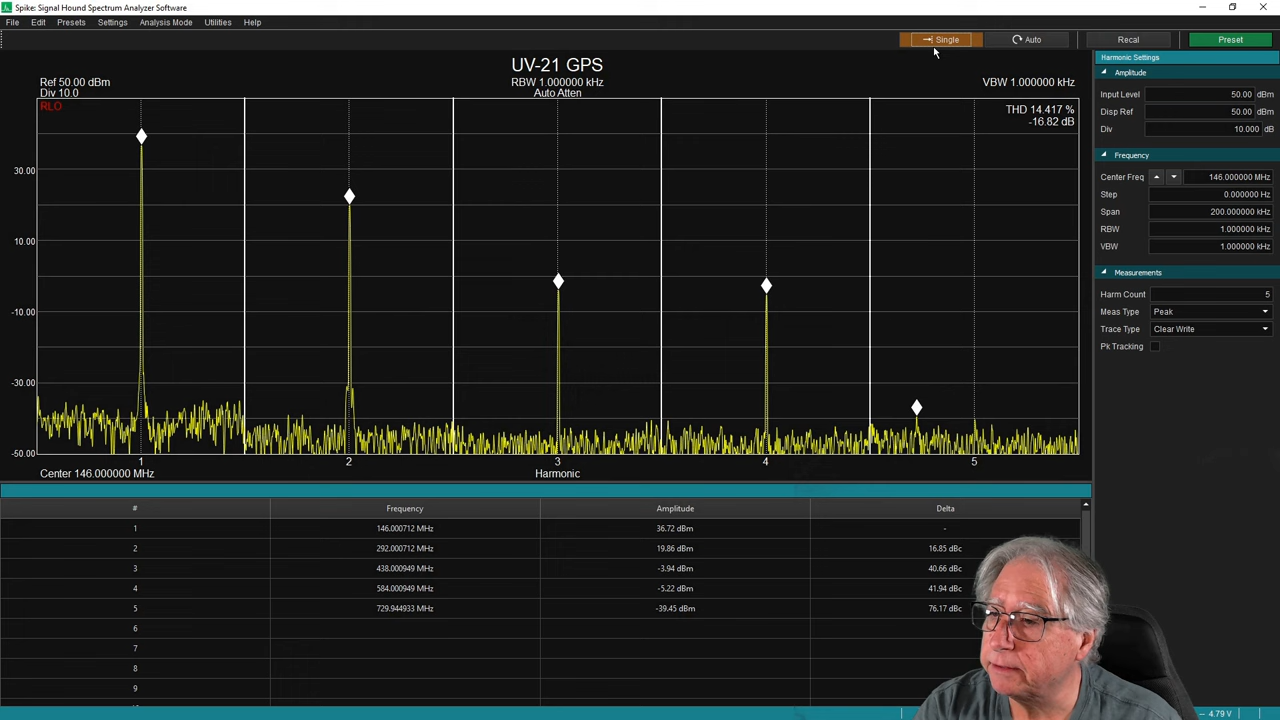 Spike: Signal Hound Spectrum Analyzer Software
File Edit Presets Settings Analysis Mode Utilities Help
Single Auto Recal Preset
UV-21 GPS
Ref 50.00 dBm RBW 1.000000 kHz VBW 1.000000 kHz
Div 10.0 Auto Atten
RLO THD 14.417 %
-16.82 dB
30.00
10.00
-10.00
-30.00
-50.00
1 2 3 4 5
Center 146.000000 MHz Harmonic
Harmonic Settings
Amplitude
Input Level 50.00 dBm
Disp Ref 50.00 dBm
Div 10.000 dB
Frequency
Center Freq 146.000000 MHz
Step 0.000000 Hz
Span 200.000000 kHz
RBW 1.000000 kHz
VBW 1.000000 kHz
Measurements
Harm Count 5
Meas Type Peak
Trace Type Clear Write
Pk Tracking
# Frequency Amplitude Delta
1 146.000712 MHz 36.72 dBm -
2 292.000712 MHz 19.86 dBm 16.85 dBc
3 438.000949 MHz -3.94 dBm 40.66 dBc
4 584.000949 MHz -5.22 dBm 41.94 dBc
5 729.944933 MHz -39.45 dBm 76.17 dBc
6
7
8
9
4.79 V